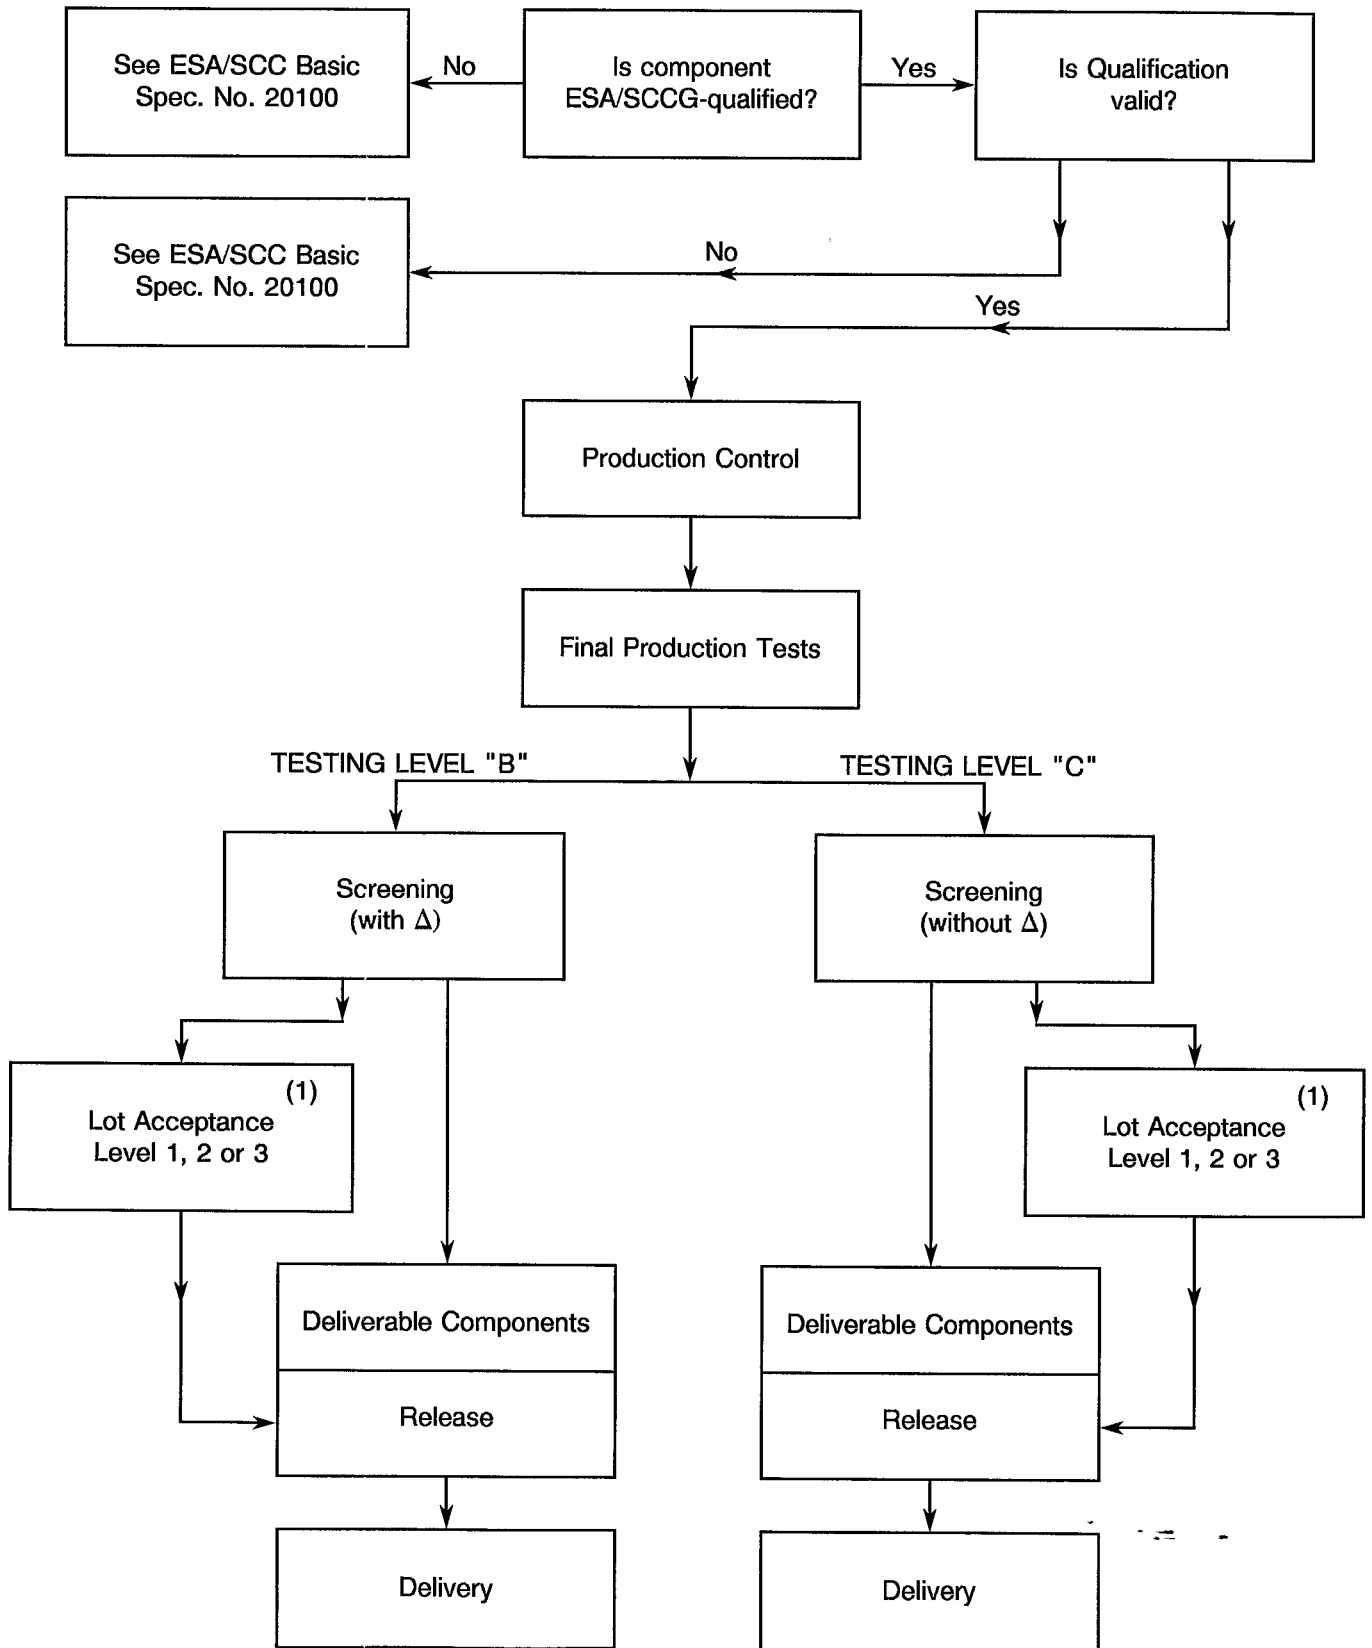 See ESA/SCC Basic
Spec. No. 20100
No
Is component
ESA/SCCG-qualified?
Yes
Is Qualification
valid?
See ESA/SCC Basic
Spec. No. 20100
No
Yes
Production Control
Final Production Tests
TESTING LEVEL "B"
TESTING LEVEL "C"
Screening
(with Δ)
Screening
(without Δ)
(1)
Lot Acceptance
Level 1, 2 or 3
(1)
Lot Acceptance
Level 1, 2 or 3
Deliverable Components
Release
Deliverable Components
Release
Delivery
Delivery